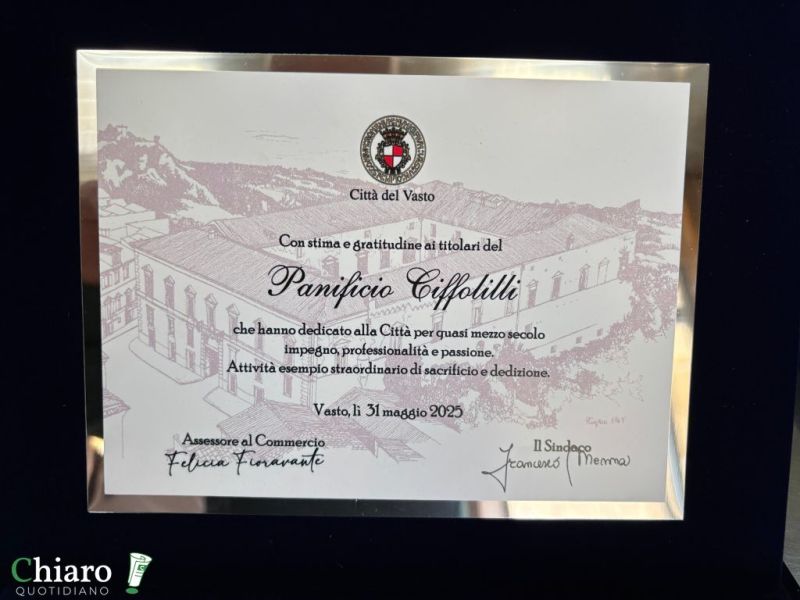 Città del Vasto
Con stima e gratitudine ai titolari del
Panificio Ciffolilli
che hanno dedicato alla Città per quasi mezzo secolo
impegno, professionalità e passione.
Attività esempio straordinario di sacrificio e dedizione.
Vasto, lì 31 maggio 2025
Assessore al Commercio
Felicia Fioravante
Il Sindaco
Francesco Menna
Chiaro
QUOTIDIANO